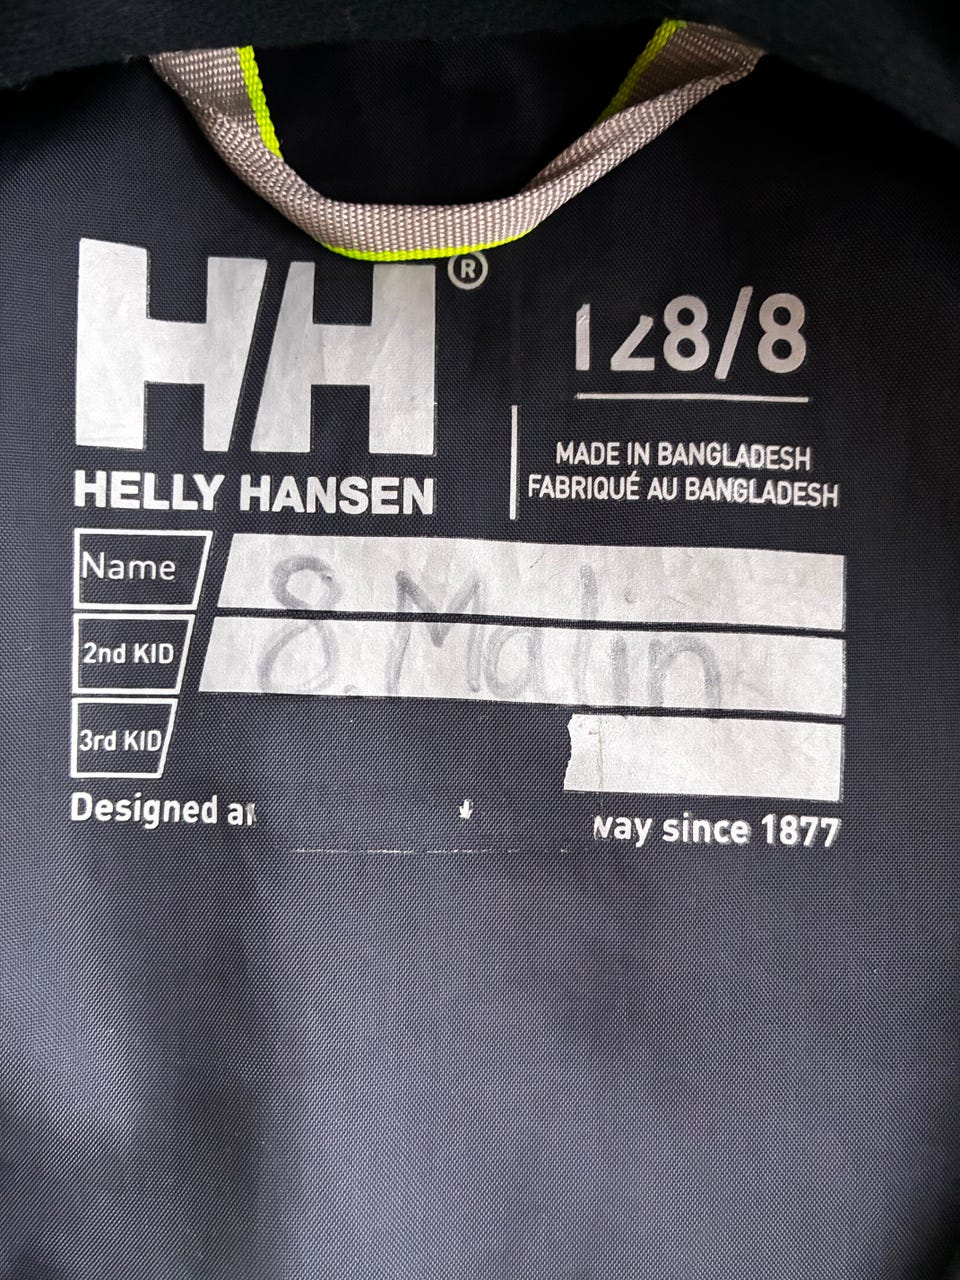 HH®
HELLY HANSEN
128/8
MADE IN BANGLADESH
FABRIQUÉ AU BANGLADESH
Name
8. Malin
2nd KID
3rd KID
Designed
way since 1877